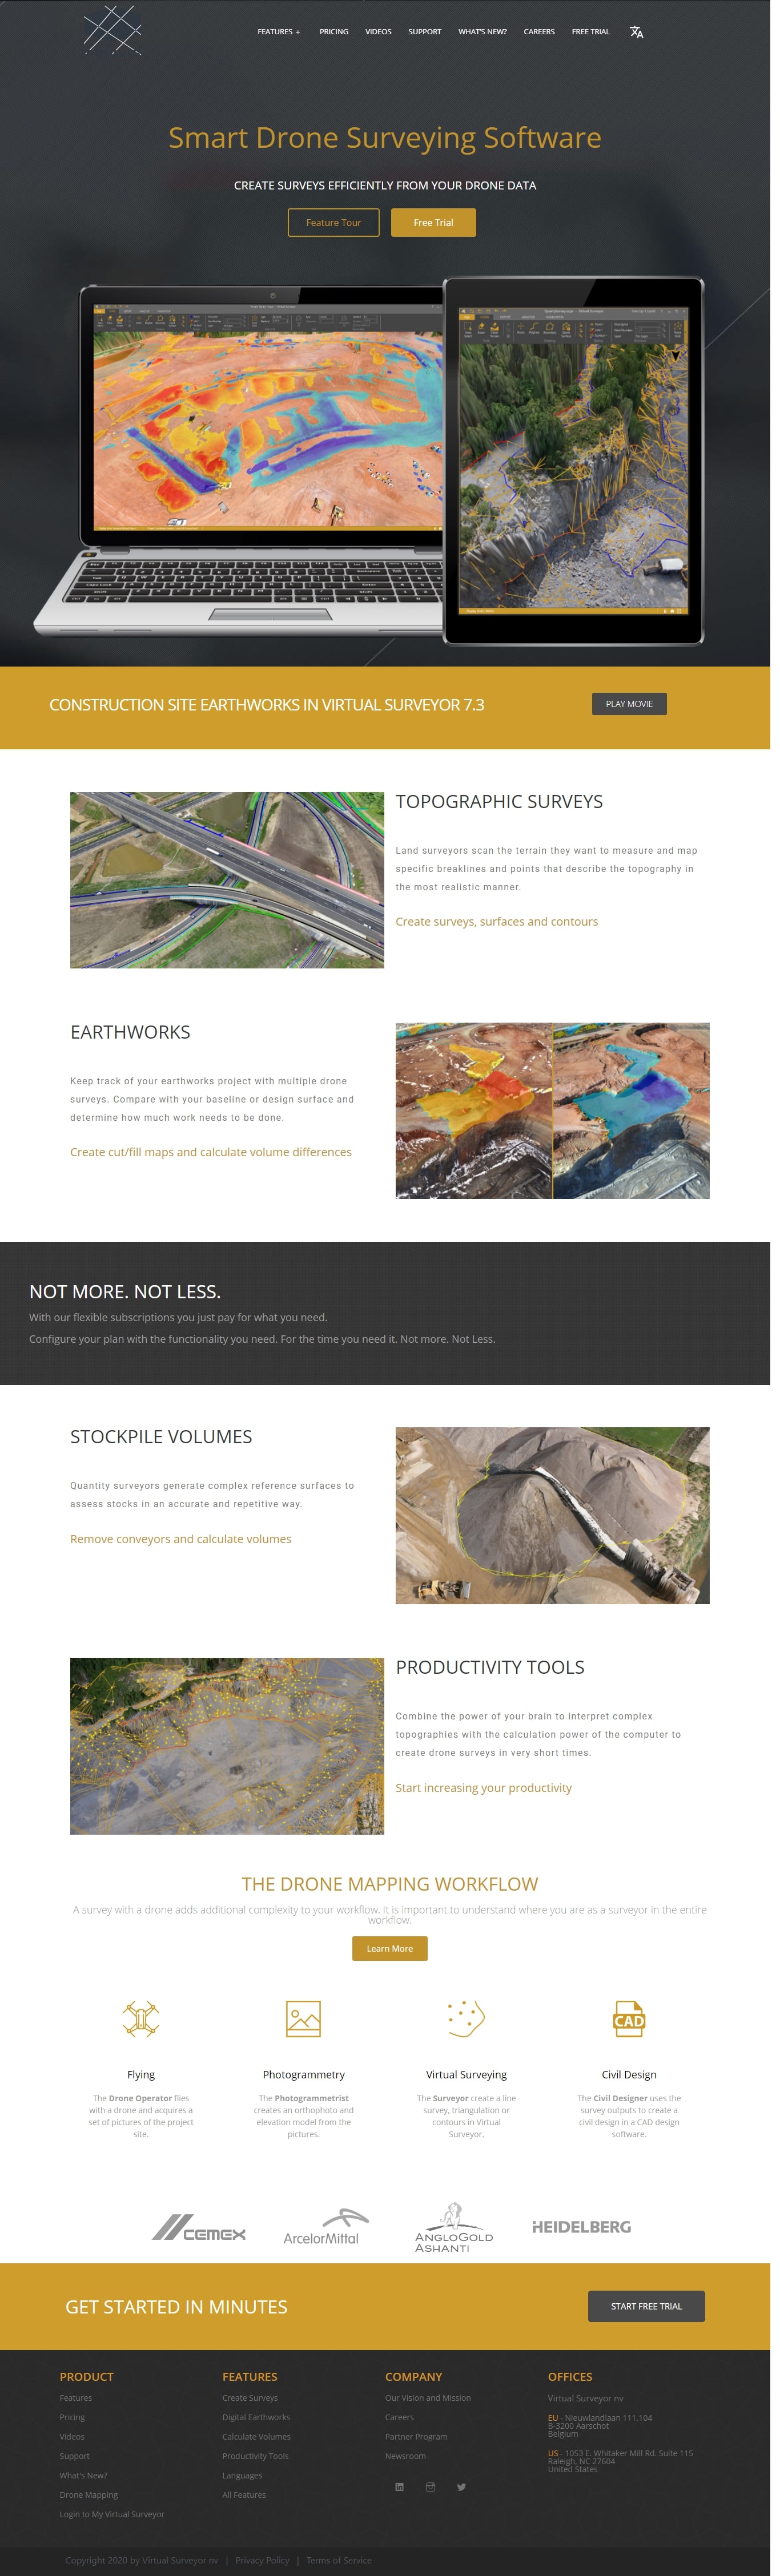 FEATURES +
PRICING
VIDEOS
SUPPORT
WHAT'S NEW?
CAREERS
FREE TRIAL
Smart Drone Surveying Software
CREATE SURVEYS EFFICIENTLY FROM YOUR DRONE DATA
Feature Tour
Free Trial
CONSTRUCTION SITE EARTHWORKS IN VIRTUAL SURVEYOR 7.3
PLAY MOVIE
TOPOGRAPHIC SURVEYS
Land surveyors scan the terrain they want to measure and map
specific breaklines and points that describe the topography in
the most realistic manner.
Create surveys, surfaces and contours
EARTHWORKS
Keep track of your earthworks project with multiple drone
surveys. Compare with your baseline or design surface and
determine how much work needs to be done.
Create cut/fill maps and calculate volume differences
NOT MORE. NOT LESS.
With our flexible subscriptions you just pay for what you need.
Configure your plan with the functionality you need. For the time you need it. Not more. Not Less.
STOCKPILE VOLUMES
Quantity surveyors generate complex reference surfaces to
assess stocks in an accurate and repetitive way.
Remove conveyors and calculate volumes
PRODUCTIVITY TOOLS
Combine the power of your brain to interpret complex
topographies with the calculation power of the computer to
create drone surveys in very short times.
Start increasing your productivity
THE DRONE MAPPING WORKFLOW
A survey with a drone adds additional complexity to your workflow. It is important to understand where you are as a surveyor in the entire
workflow.
Learn More
CAD
Flying
The Drone Operator flies
with a drone and acquires a
set of pictures of the project
site.
Photogrammetry
The Photogrammetrist
creates an orthophoto and
elevation model from the
pictures.
Virtual Surveying
The Surveyor create a line
survey, triangulation or
contours in Virtual
Surveyor.
Civil Design
The Civil Designer uses the
survey outputs to create a
civil design in a CAD design
software.
CEMEX
ArcelorMittal
ANGLOGOLD
ASHANTI
HEIDELBERG
GET STARTED IN MINUTES
START FREE TRIAL
PRODUCT
Features
Pricing
Videos
Support
What's New?
Drone Mapping
Login to My Virtual Surveyor
FEATURES
Create Surveys
Digital Earthworks
Calculate Volumes
Productivity Tools
Languages
All Features
COMPANY
Our Vision and Mission
Careers
Partner Program
Newsroom
OFFICES
Virtual Surveyor nv
EU - Nieuwlandlaan 111.104
B-3200 Aarschot
Belgium
US - 1053 E. Whitaker Mill Rd. Suite 115
Raleigh, NC 27604
United States
Copyright 2020 by Virtual Surveyor nv | Privacy Policy | Terms of Service